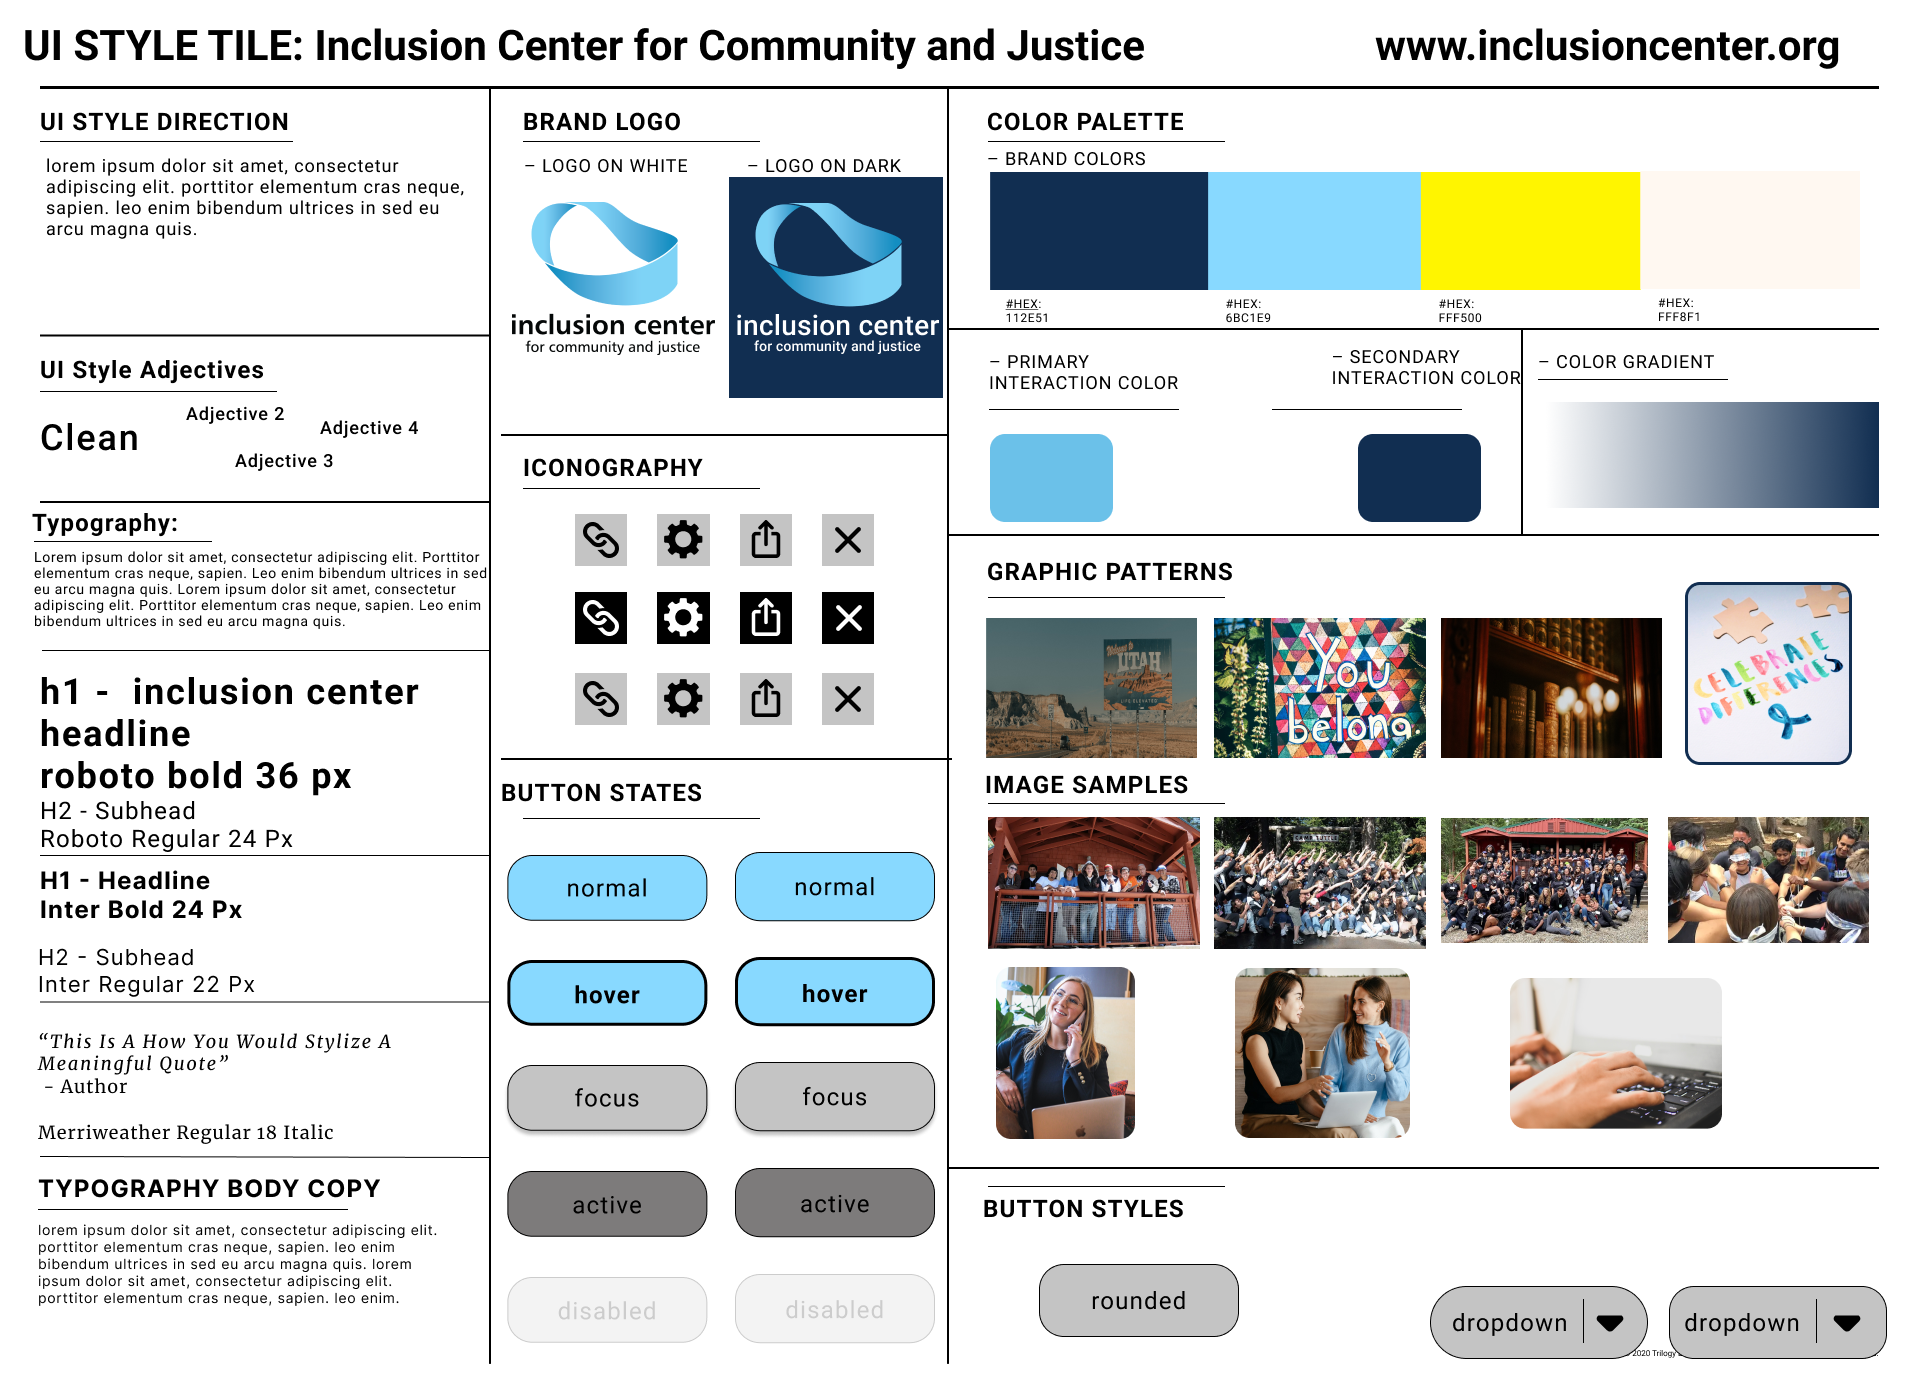 UI STYLE TILE: Inclusion Center for Community and Justice
www.inclusioncenter.org
UI STYLE DIRECTION
lorem ipsum dolor sit amet, consectetur
adipiscing elit. porttitor elementum cras neque,
sapien. leo enim bibendum ultrices in sed eu
arcu magna quis.
UI Style Adjectives
Clean
Adjective 2
Adjective 4
Adjective 3
Typography:
Lorem ipsum dolor sit amet, consectetur adipiscing elit. Porttitor
elementum cras neque, sapien. Leo enim bibendum ultrices in sed
eu arcu magna quis. Lorem ipsum dolor sit amet, consectetur
adipiscing elit. Porttitor elementum cras neque, sapien. Leo enim
bibendum ultrices in sed eu arcu magna quis.
h1 -  inclusion center
headline
roboto bold 36 px
H2 - Subhead
Roboto Regular 24 Px
H1 - Headline
Inter Bold 24 Px
H2 - Subhead
Inter Regular 22 Px
“This Is A How You Would Stylize A
Meaningful Quote”
- Author
Merriweather Regular 18 Italic
TYPOGRAPHY BODY COPY
lorem ipsum dolor sit amet, consectetur adipiscing elit.
porttitor elementum cras neque, sapien. leo enim
bibendum ultrices in sed eu arcu magna quis. lorem
ipsum dolor sit amet, consectetur adipiscing elit.
porttitor elementum cras neque, sapien. leo enim.
BRAND LOGO
– LOGO ON WHITE
– LOGO ON DARK
inclusion center
for community and justice
inclusion center
for community and justice
ICONOGRAPHY
BUTTON STATES
normal
normal
hover
hover
focus
focus
active
active
disabled
disabled
COLOR PALETTE
– BRAND COLORS
#HEX:
112E51
#HEX:
6BC1E9
#HEX:
FFF500
#HEX:
FFF8F1
– PRIMARY
INTERACTION COLOR
– SECONDARY
INTERACTION COLOR
– COLOR GRADIENT
GRAPHIC PATTERNS
Welcome to
UTAH
LIFE ELEVATED
You
belong.
CELEBRATE
DIFFERENCES
IMAGE SAMPLES
BUTTON STYLES
rounded
dropdown
dropdown
2020 Trilogy